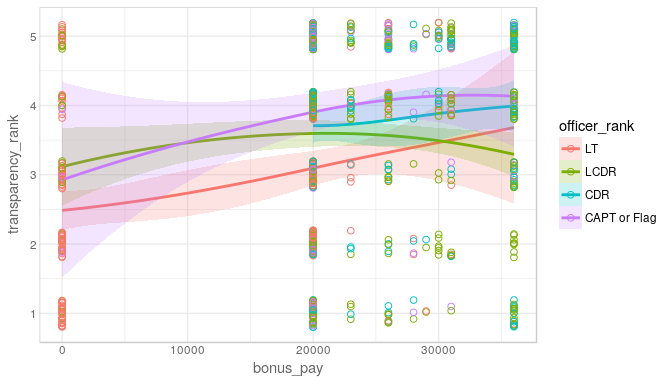 transparency_rank
5
4
3
2
1
0
10000
20000
30000
bonus_pay
officer_rank
LT
LCDR
CDR
CAPT or Flag